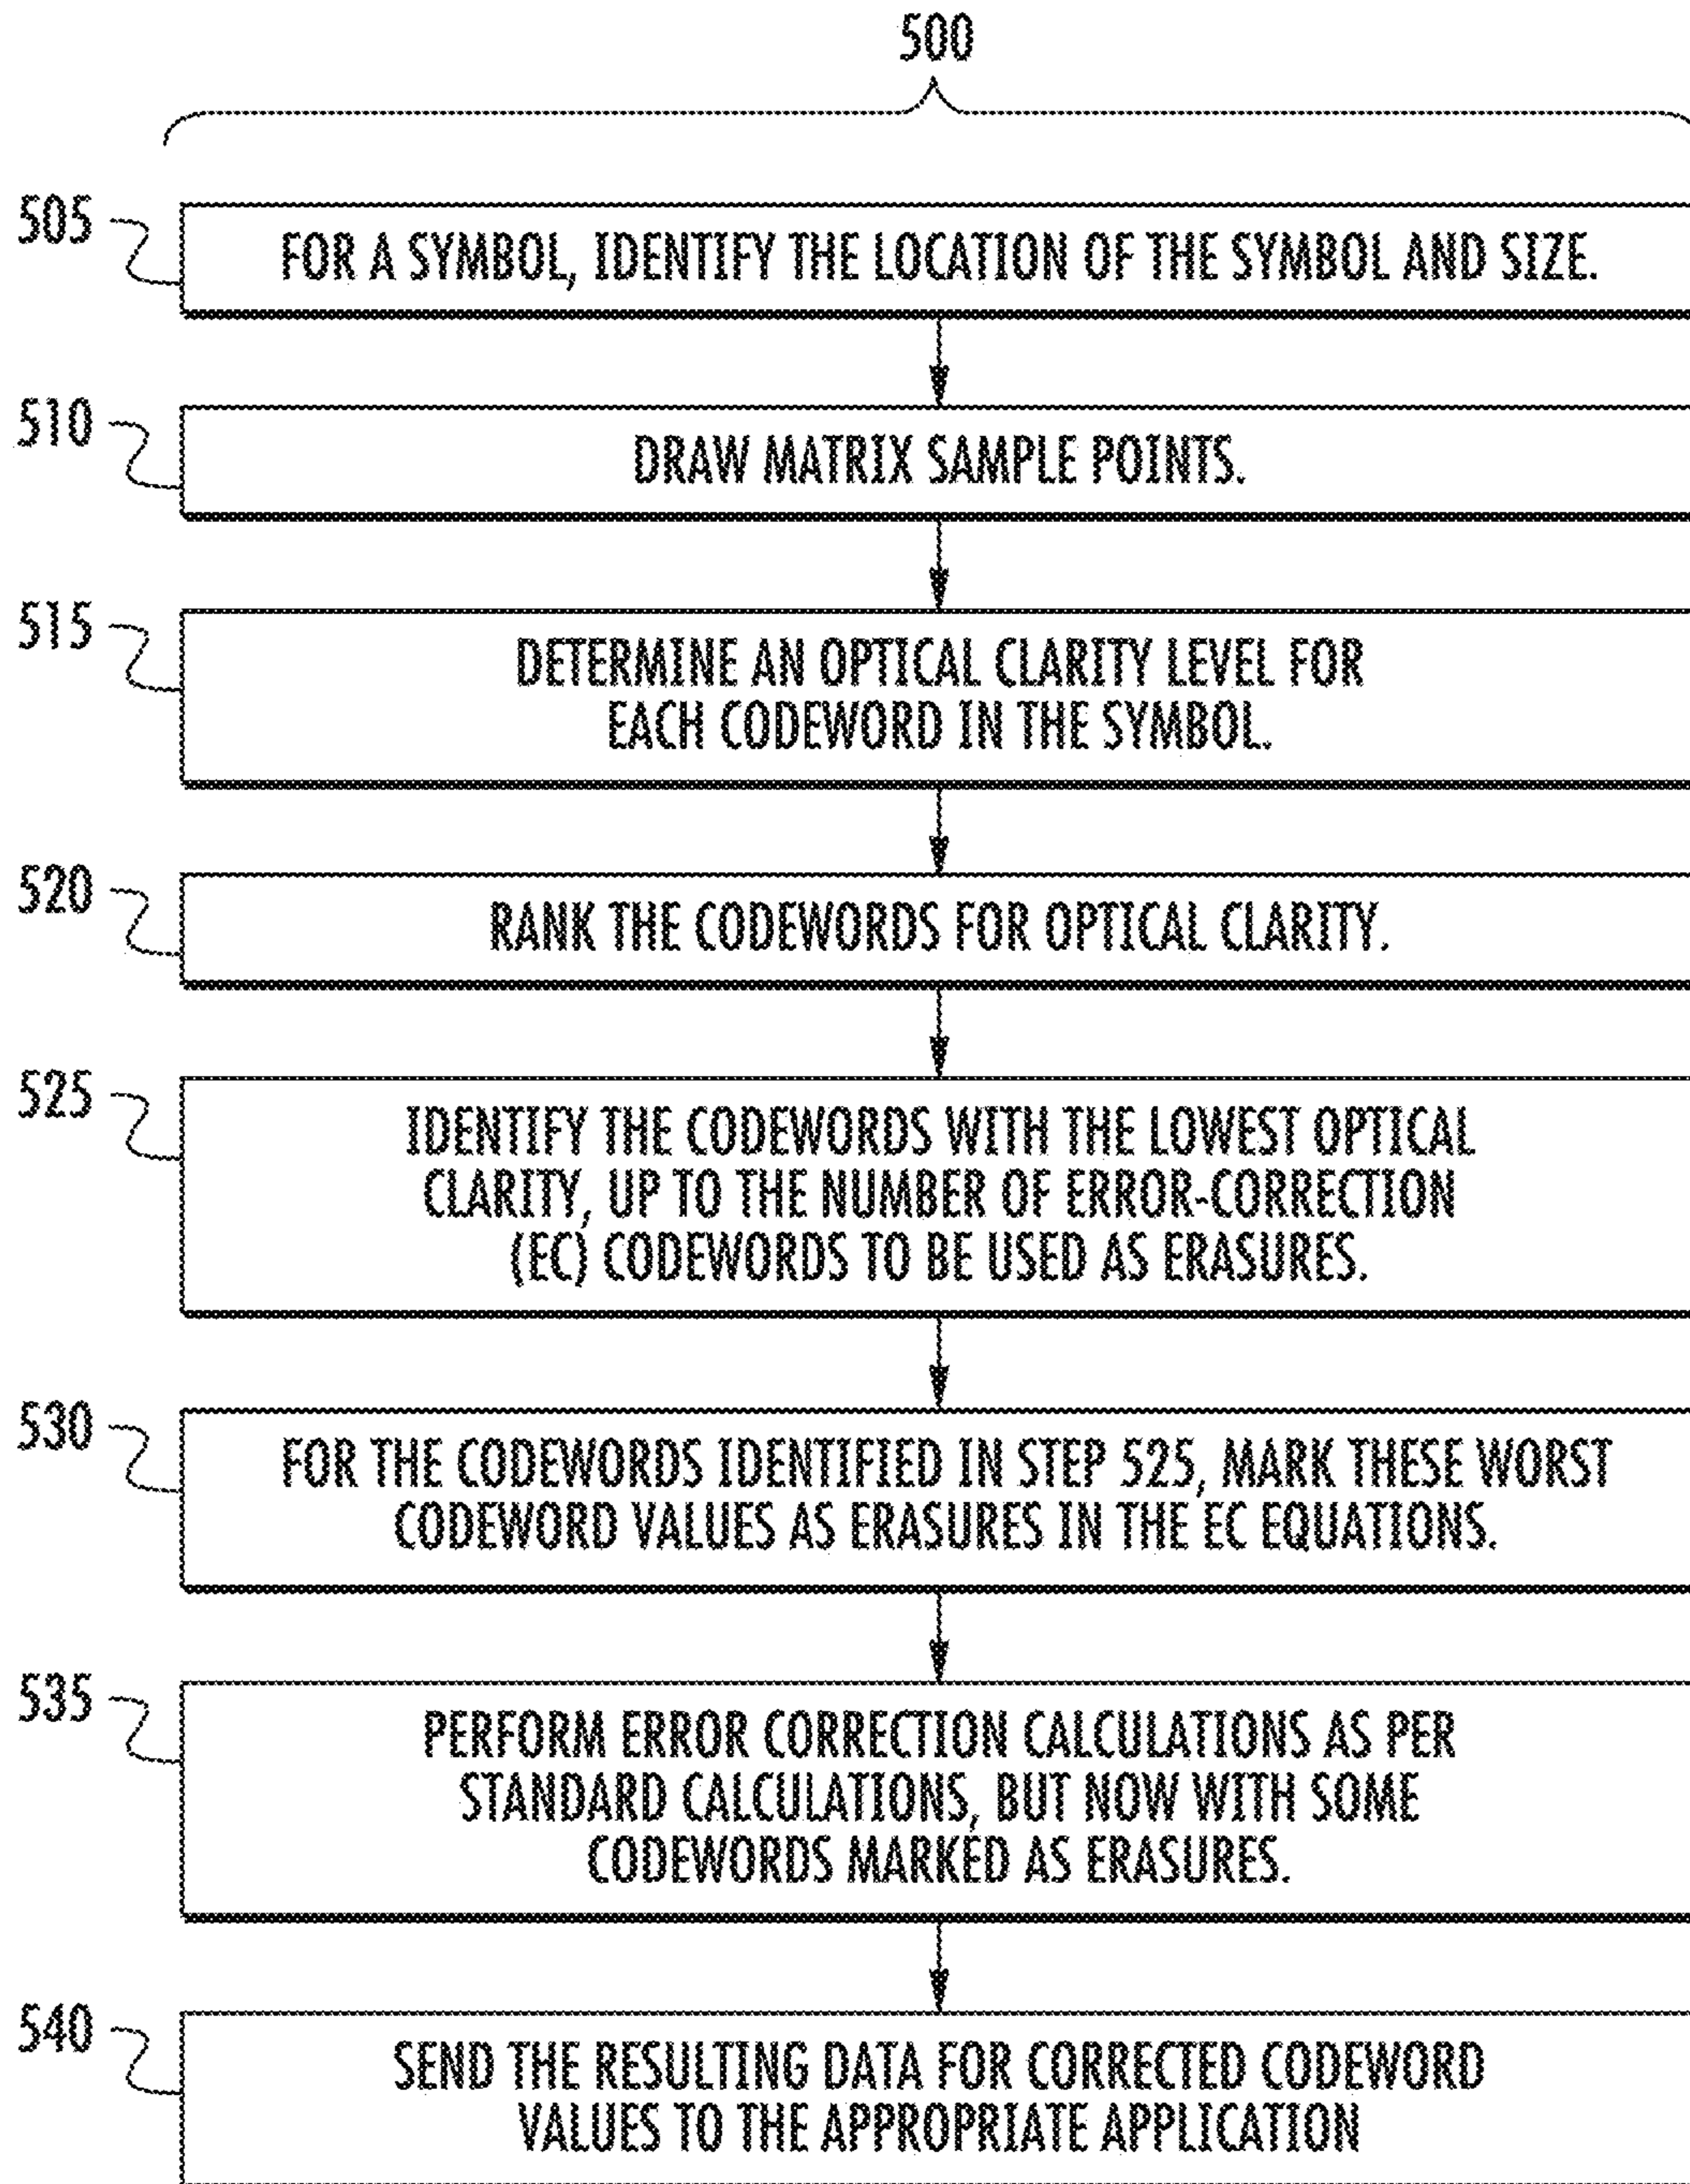 500
505
FOR A SYMBOL, IDENTIFY THE LOCATION OF THE SYMBOL AND SIZE.
510
DRAW MATRIX SAMPLE POINTS.
515
DETERMINE AN OPTICAL CLARITY LEVEL FOR
EACH CODEWORD IN THE SYMBOL.
520
RANK THE CODEWORDS FOR OPTICAL CLARITY.
525
IDENTIFY THE CODEWORDS WITH THE LOWEST OPTICAL
CLARITY, UP TO THE NUMBER OF ERROR-CORRECTION
(EC) CODEWORDS TO BE USED AS ERASURES.
530
FOR THE CODEWORDS IDENTIFIED IN STEP 525, MARK THESE WORST
CODEWORD VALUES AS ERASURES IN THE EC EQUATIONS.
535
PERFORM ERROR CORRECTION CALCULATIONS AS PER
STANDARD CALCULATIONS, BUT NOW WITH SOME
CODEWORDS MARKED AS ERASURES.
540
SEND THE RESULTING DATA FOR CORRECTED CODEWORD
VALUES TO THE APPROPRIATE APPLICATION